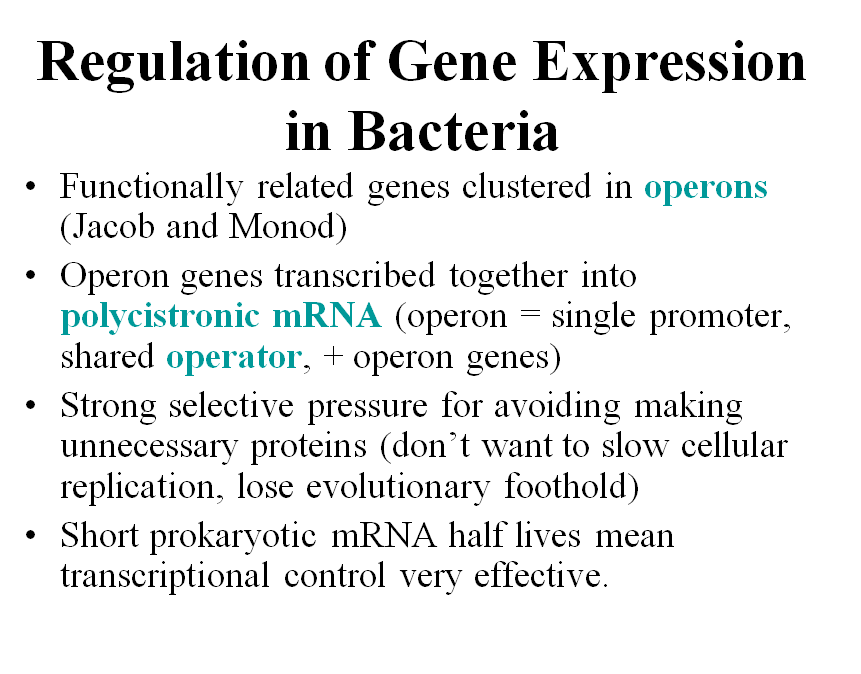 Regulation of Gene Expression
in Bacteria
• Functionally related genes clustered in operons
(Jacob and Monod)
• Operon genes transcribed together into
polycistronic mRNA (operon = single promoter,
shared operator, + operon genes)
• Strong selective pressure for avoiding making
unnecessary proteins (don’t want to slow cellular
replication, lose evolutionary foothold)
• Short prokaryotic mRNA half lives mean
transcriptional control very effective.